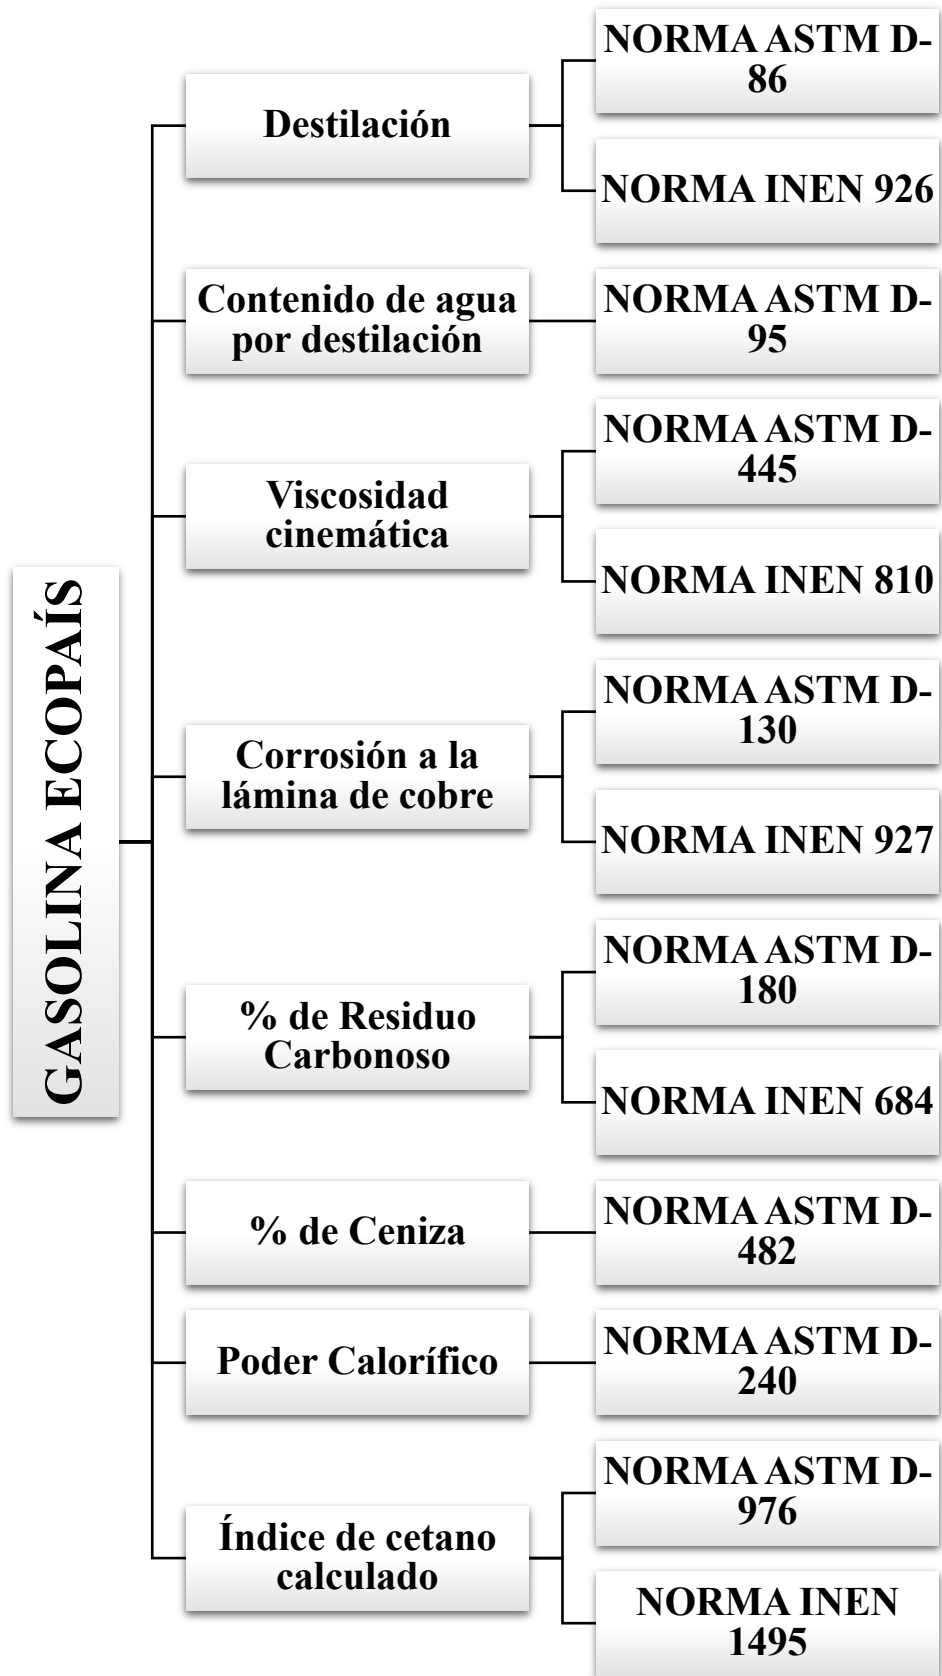 GASOLINA ECOPAÍS
Destilación
NORMA ASTM D-
86
NORMA INEN 926
Contenido de agua
por destilación
NORMA ASTM D-
95
Viscosidad
cinemática
NORMA ASTM D-
445
NORMA INEN 810
Corrosión a la
lámina de cobre
NORMA ASTM D-
130
NORMA INEN 927
% de Residuo
Carbonoso
NORMA ASTM D-
180
NORMA INEN 684
% de Ceniza
NORMA ASTM D-
482
Poder Calorífico
NORMA ASTM D-
240
Índice de cetano
calculado
NORMA ASTM D-
976
NORMA INEN
1495